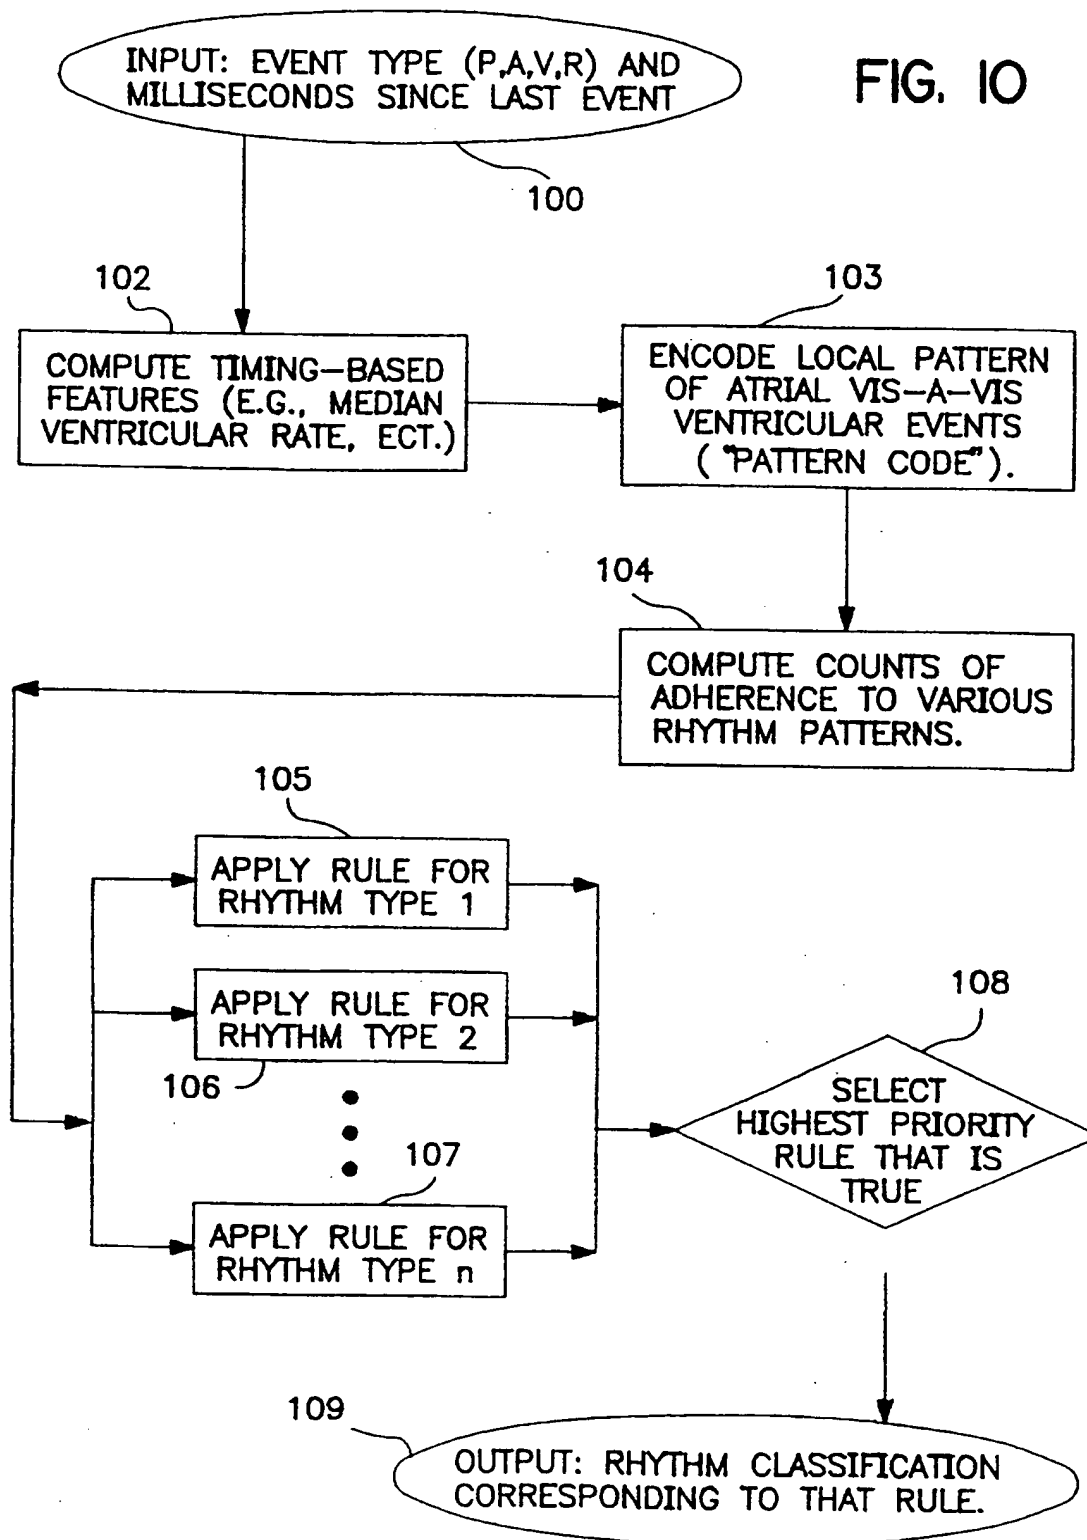 INPUT: EVENT TYPE (P,A,V,R) AND
MILLISECONDS SINCE LAST EVENT
FIG. 10
100
102
COMPUTE TIMING-BASED
FEATURES (E.G., MEDIAN
VENTRICULAR RATE, ECT.)
103
ENCODE LOCAL PATTERN
OF ATRIAL VIS-A-VIS
VENTRICULAR EVENTS
("PATTERN CODE").
104
COMPUTE COUNTS OF
ADHERENCE TO VARIOUS
RHYTHM PATTERNS.
105
APPLY RULE FOR
RHYTHM TYPE 1
APPLY RULE FOR
RHYTHM TYPE 2
106
107
APPLY RULE FOR
RHYTHM TYPE n
108
SELECT
HIGHEST PRIORITY
RULE THAT IS
TRUE
109
OUTPUT: RHYTHM CLASSIFICATION
CORRESPONDING TO THAT RULE.